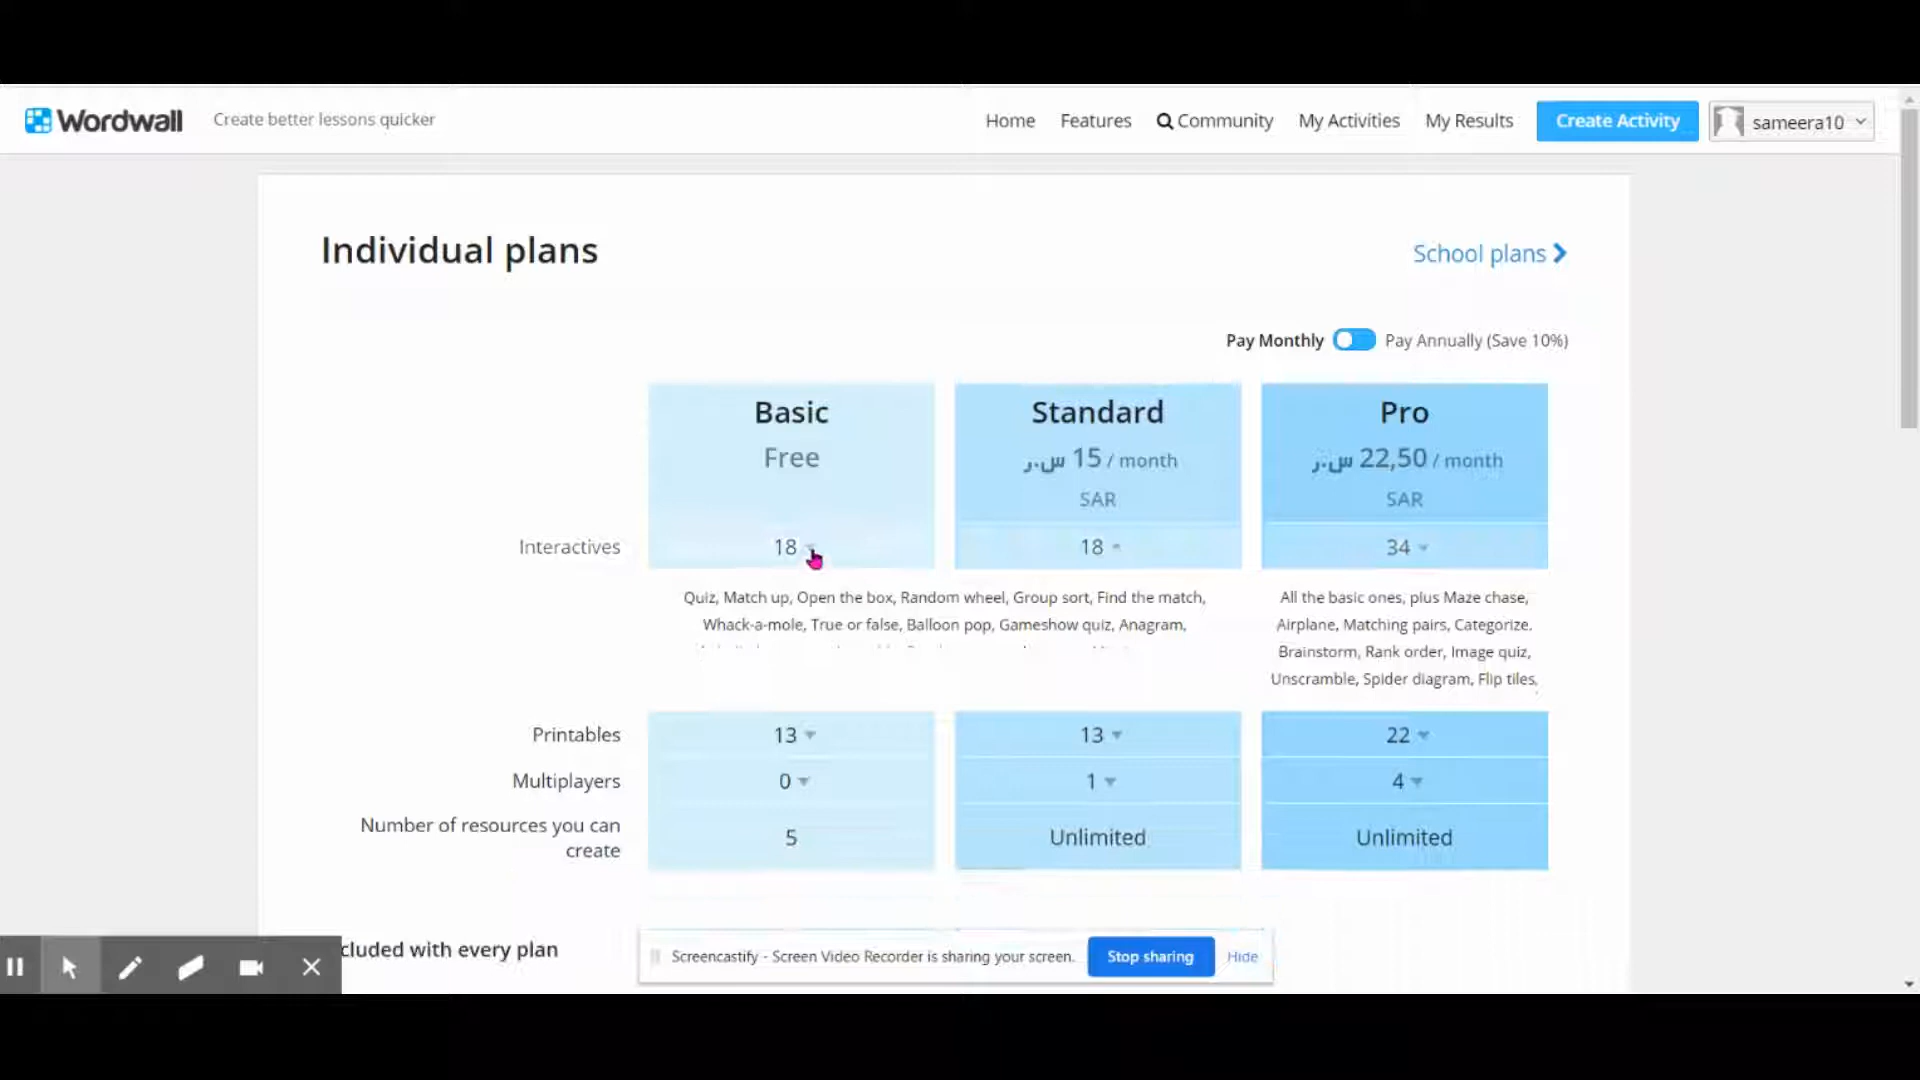 Wordwall
Create better lessons quicker
Home
Features
Community
My Activities
My Results
Create Activity
sameera10
Individual plans
School plans
Pay Monthly
Pay Annually (Save 10%)
Basic
Free
Standard
س.ر 15 / month
SAR
Pro
س.ر 22,50 / month
SAR
Interactives
18
18
34
Quiz, Match up, Open the box, Random wheel, Group sort, Find the match,
Whack-a-mole, True or false, Balloon pop, Gameshow quiz, Anagram,
All the basic ones, plus Maze chase,
Airplane, Matching pairs, Categorize.
Brainstorm, Rank order, Image quiz,
Unscramble, Spider diagram, Flip tiles,
Printables
13
13
22
Multiplayers
0
1
4
Number of resources you can
create
5
Unlimited
Unlimited
cluded with every plan
Screencastify - Screen Video Recorder is sharing your screen.
Stop sharing
Hide